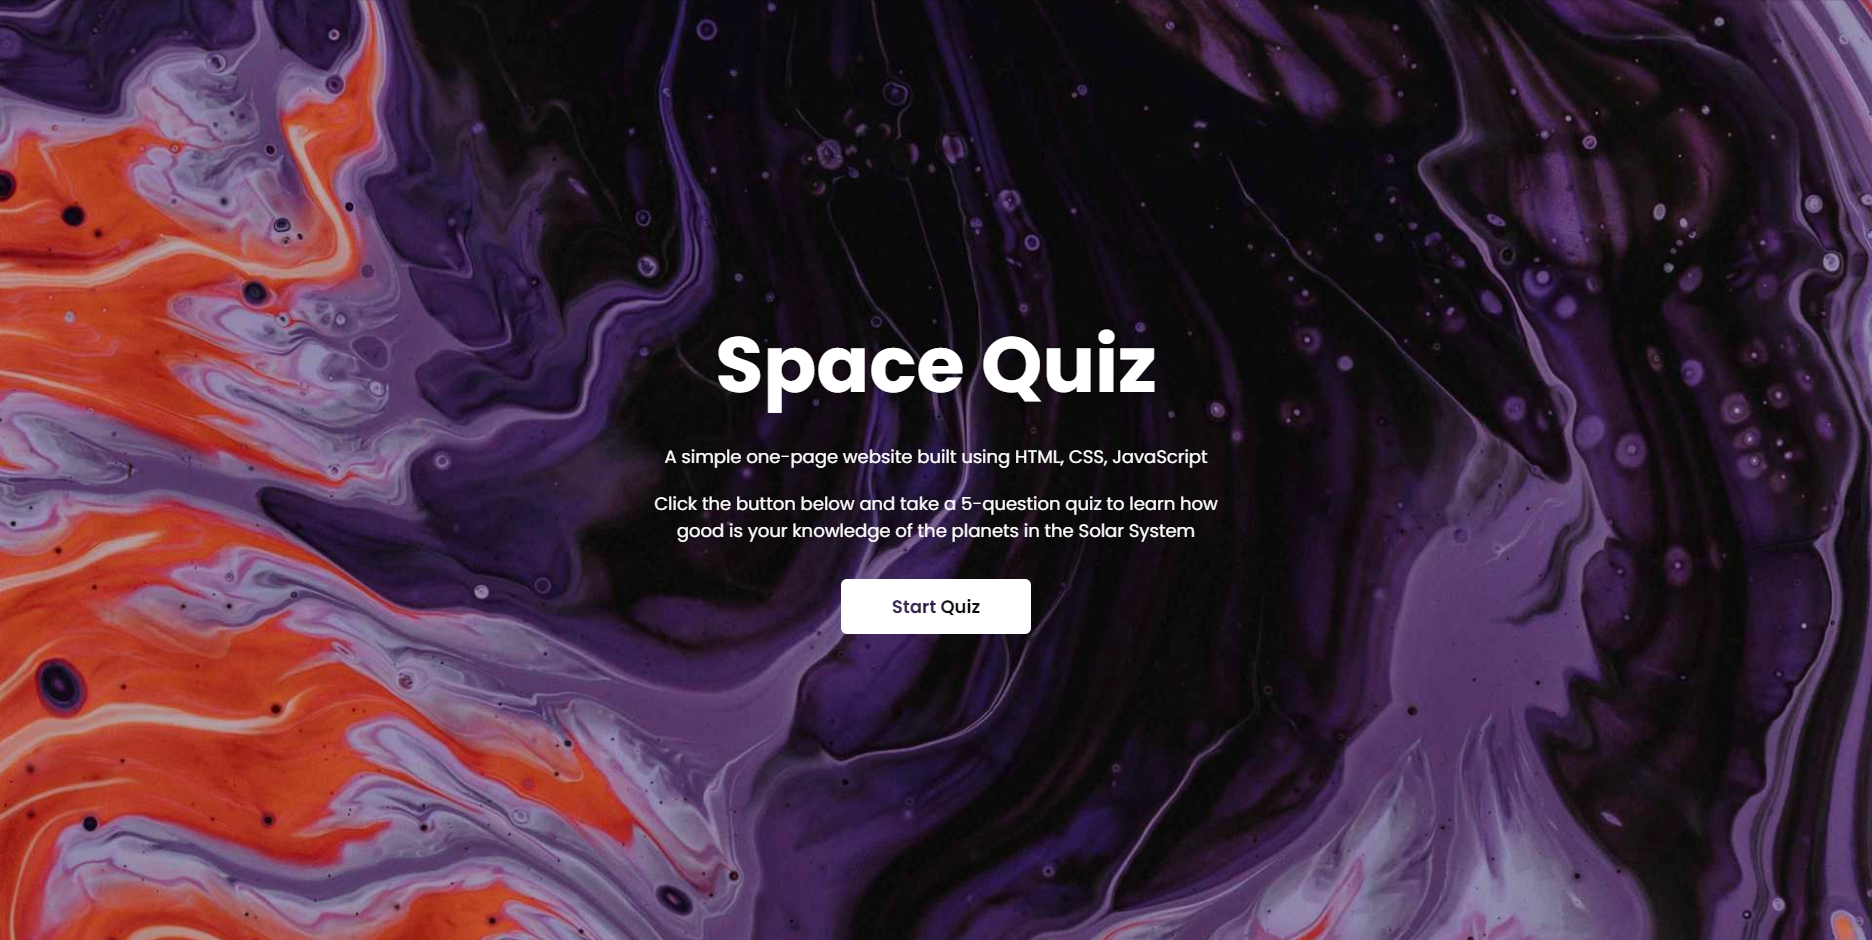 Space Quiz
A simple one-page website built using HTML, CSS, JavaScript
Click the button below and take a 5-question quiz to learn how
good is your knowledge of the planets in the Solar System
Start Quiz